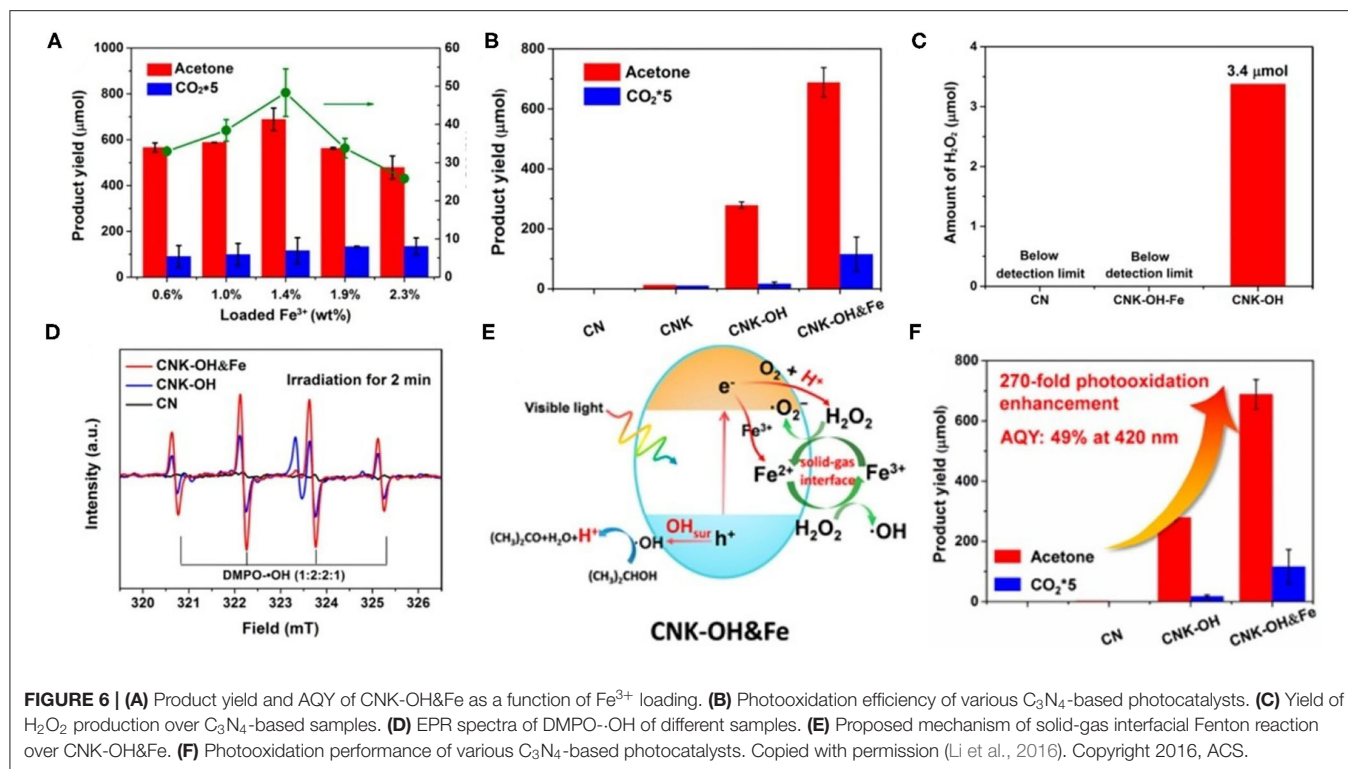 (A)
1000
800
600
400
200
0
Product yield (μmol)
Acetone
CO₂*5
60
50
40
30
20
10
0
0.6%
1.0%
1.4%
1.9%
2.3%
Loaded Fe³⁺ (wt%)
(B)
800
600
400
200
0
Product yield (μmol)
Acetone
CO₂*5
CN
CNK
CNK-OH
CNK-OH&Fe
(C)
4
3
2
1
0
Amount of H₂O₂ (μmol)
3.4 μmol
Below
detection limit
Below
detection limit
CN
CNK-OH-Fe
CNK-OH
(D)
CNK-OH&Fe
CNK-OH
CN
Irradiation for 2 min
Intensity (a.u.)
DMPO-•OH (1:2:2:1)
320
321
322
323
324
325
326
Field (mT)
(E)
Visible light
e⁻
O₂ + H⁺
·O₂⁻
H₂O₂
Fe³⁺
Fe²⁺
solid-gas
interface
Fe³⁺
H₂O₂
·OH
(CH₃)₂CO+H₂O+H⁺
·OH
OHsur
h⁺
(CH₃)₂CHOH
CNK-OH&Fe
(F)
800
600
400
200
0
Product yield (μmol)
270-fold photooxidation
enhancement
AQY: 49% at 420 nm
Acetone
CO₂*5
CN
CNK-OH
CNK-OH&Fe
FIGURE 6 | (A) Product yield and AQY of CNK-OH&Fe as a function of Fe³⁺ loading. (B) Photooxidation efficiency of various C₃N₄-based photocatalysts. (C) Yield of
H₂O₂ production over C₃N₄-based samples. (D) EPR spectra of DMPO-·OH of different samples. (E) Proposed mechanism of solid-gas interfacial Fenton reaction
over CNK-OH&Fe. (F) Photooxidation performance of various C₃N₄-based photocatalysts. Copied with permission (Li et al., 2016). Copyright 2016, ACS.